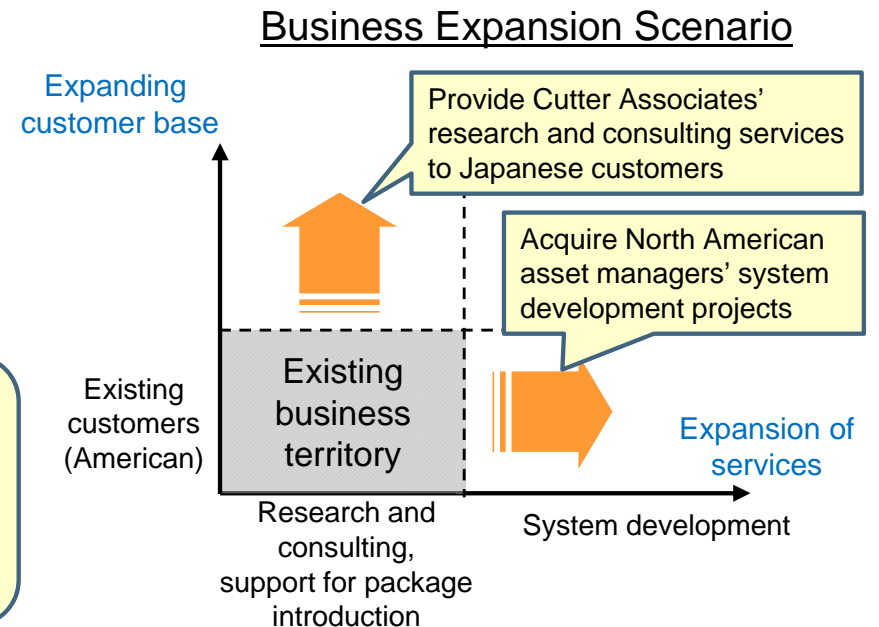 Business Expansion Scenario
Expanding
customer base
Provide Cutter Associates’
research and consulting services
to Japanese customers
Acquire North American
asset managers’ system
development projects
Existing
customers
(American)
Existing
business
territory
Expansion of
services
Research and
consulting,
support for package
introduction
System development